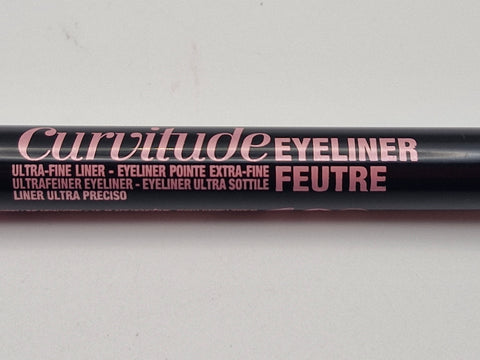 Curvitude EYELINER
ULTRA-FINE LINER - EYELINER POINTE EXTRA-FINE FEUTRE
ULTRAFEINER EYELINER - EYELINER ULTRA SOTTILE
LINER ULTRA PRECISO